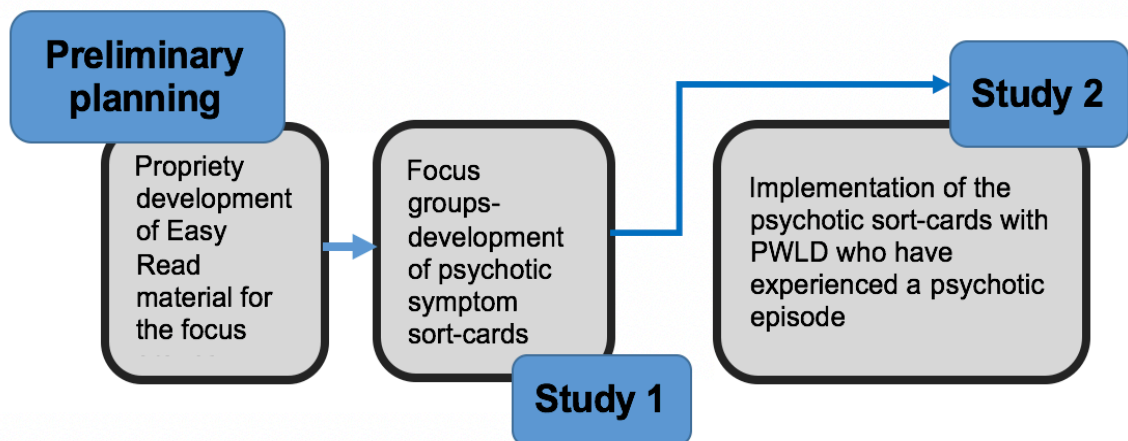 Preliminary
planning
Propriety
development
of Easy
Read
material for
the focus
Focus
groups-
development
of psychotic
symptom
sort-cards
Study 1
Study 2
Implementation of the
psychotic sort-cards with
PWLD who have
experienced a psychotic
episode